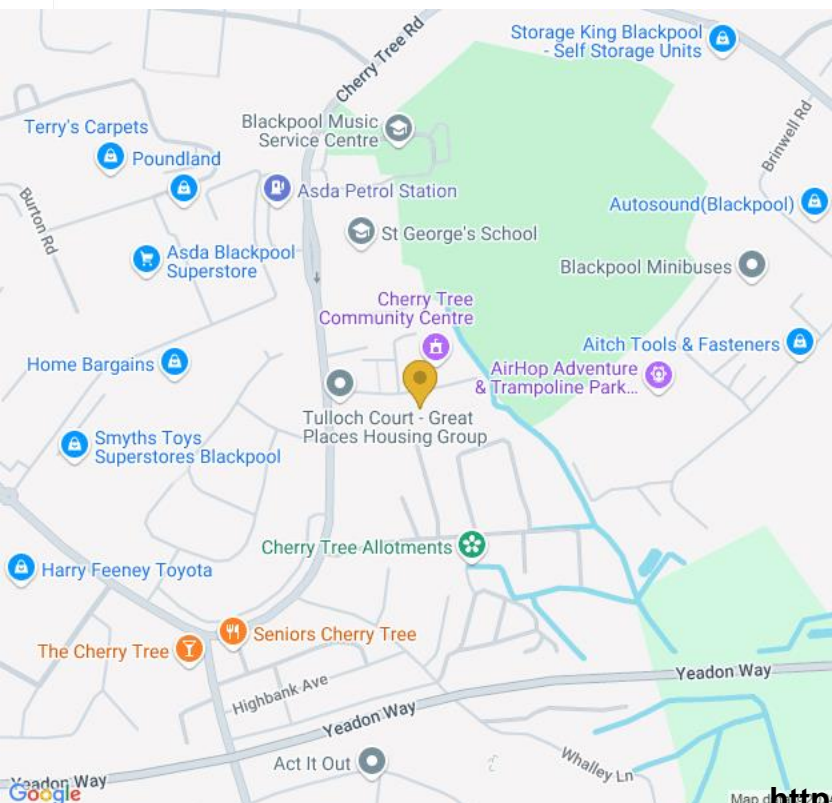 Storage King Blackpool
- Self Storage Units
Cherry Tree Rd
Blackpool Music
Service Centre
Terry's Carpets
Poundland
Asda Petrol Station
Brinwell Rd
Burton Rd
Autosound(Blackpool)
St George's School
Asda Blackpool
Superstore
Blackpool Minibuses
Cherry Tree
Community Centre
Home Bargains
Aitch Tools & Fasteners
AirHop Adventure
& Trampoline Park...
Tulloch Court - Great
Places Housing Group
Smyths Toys
Superstores Blackpool
Cherry Tree Allotments
Harry Feeney Toyota
Seniors Cherry Tree
The Cherry Tree
Yeadon Way
Highbank Ave
Yeadon Way
Act It Out
Whalley Ln
Yeadon Way
Google
Map
http